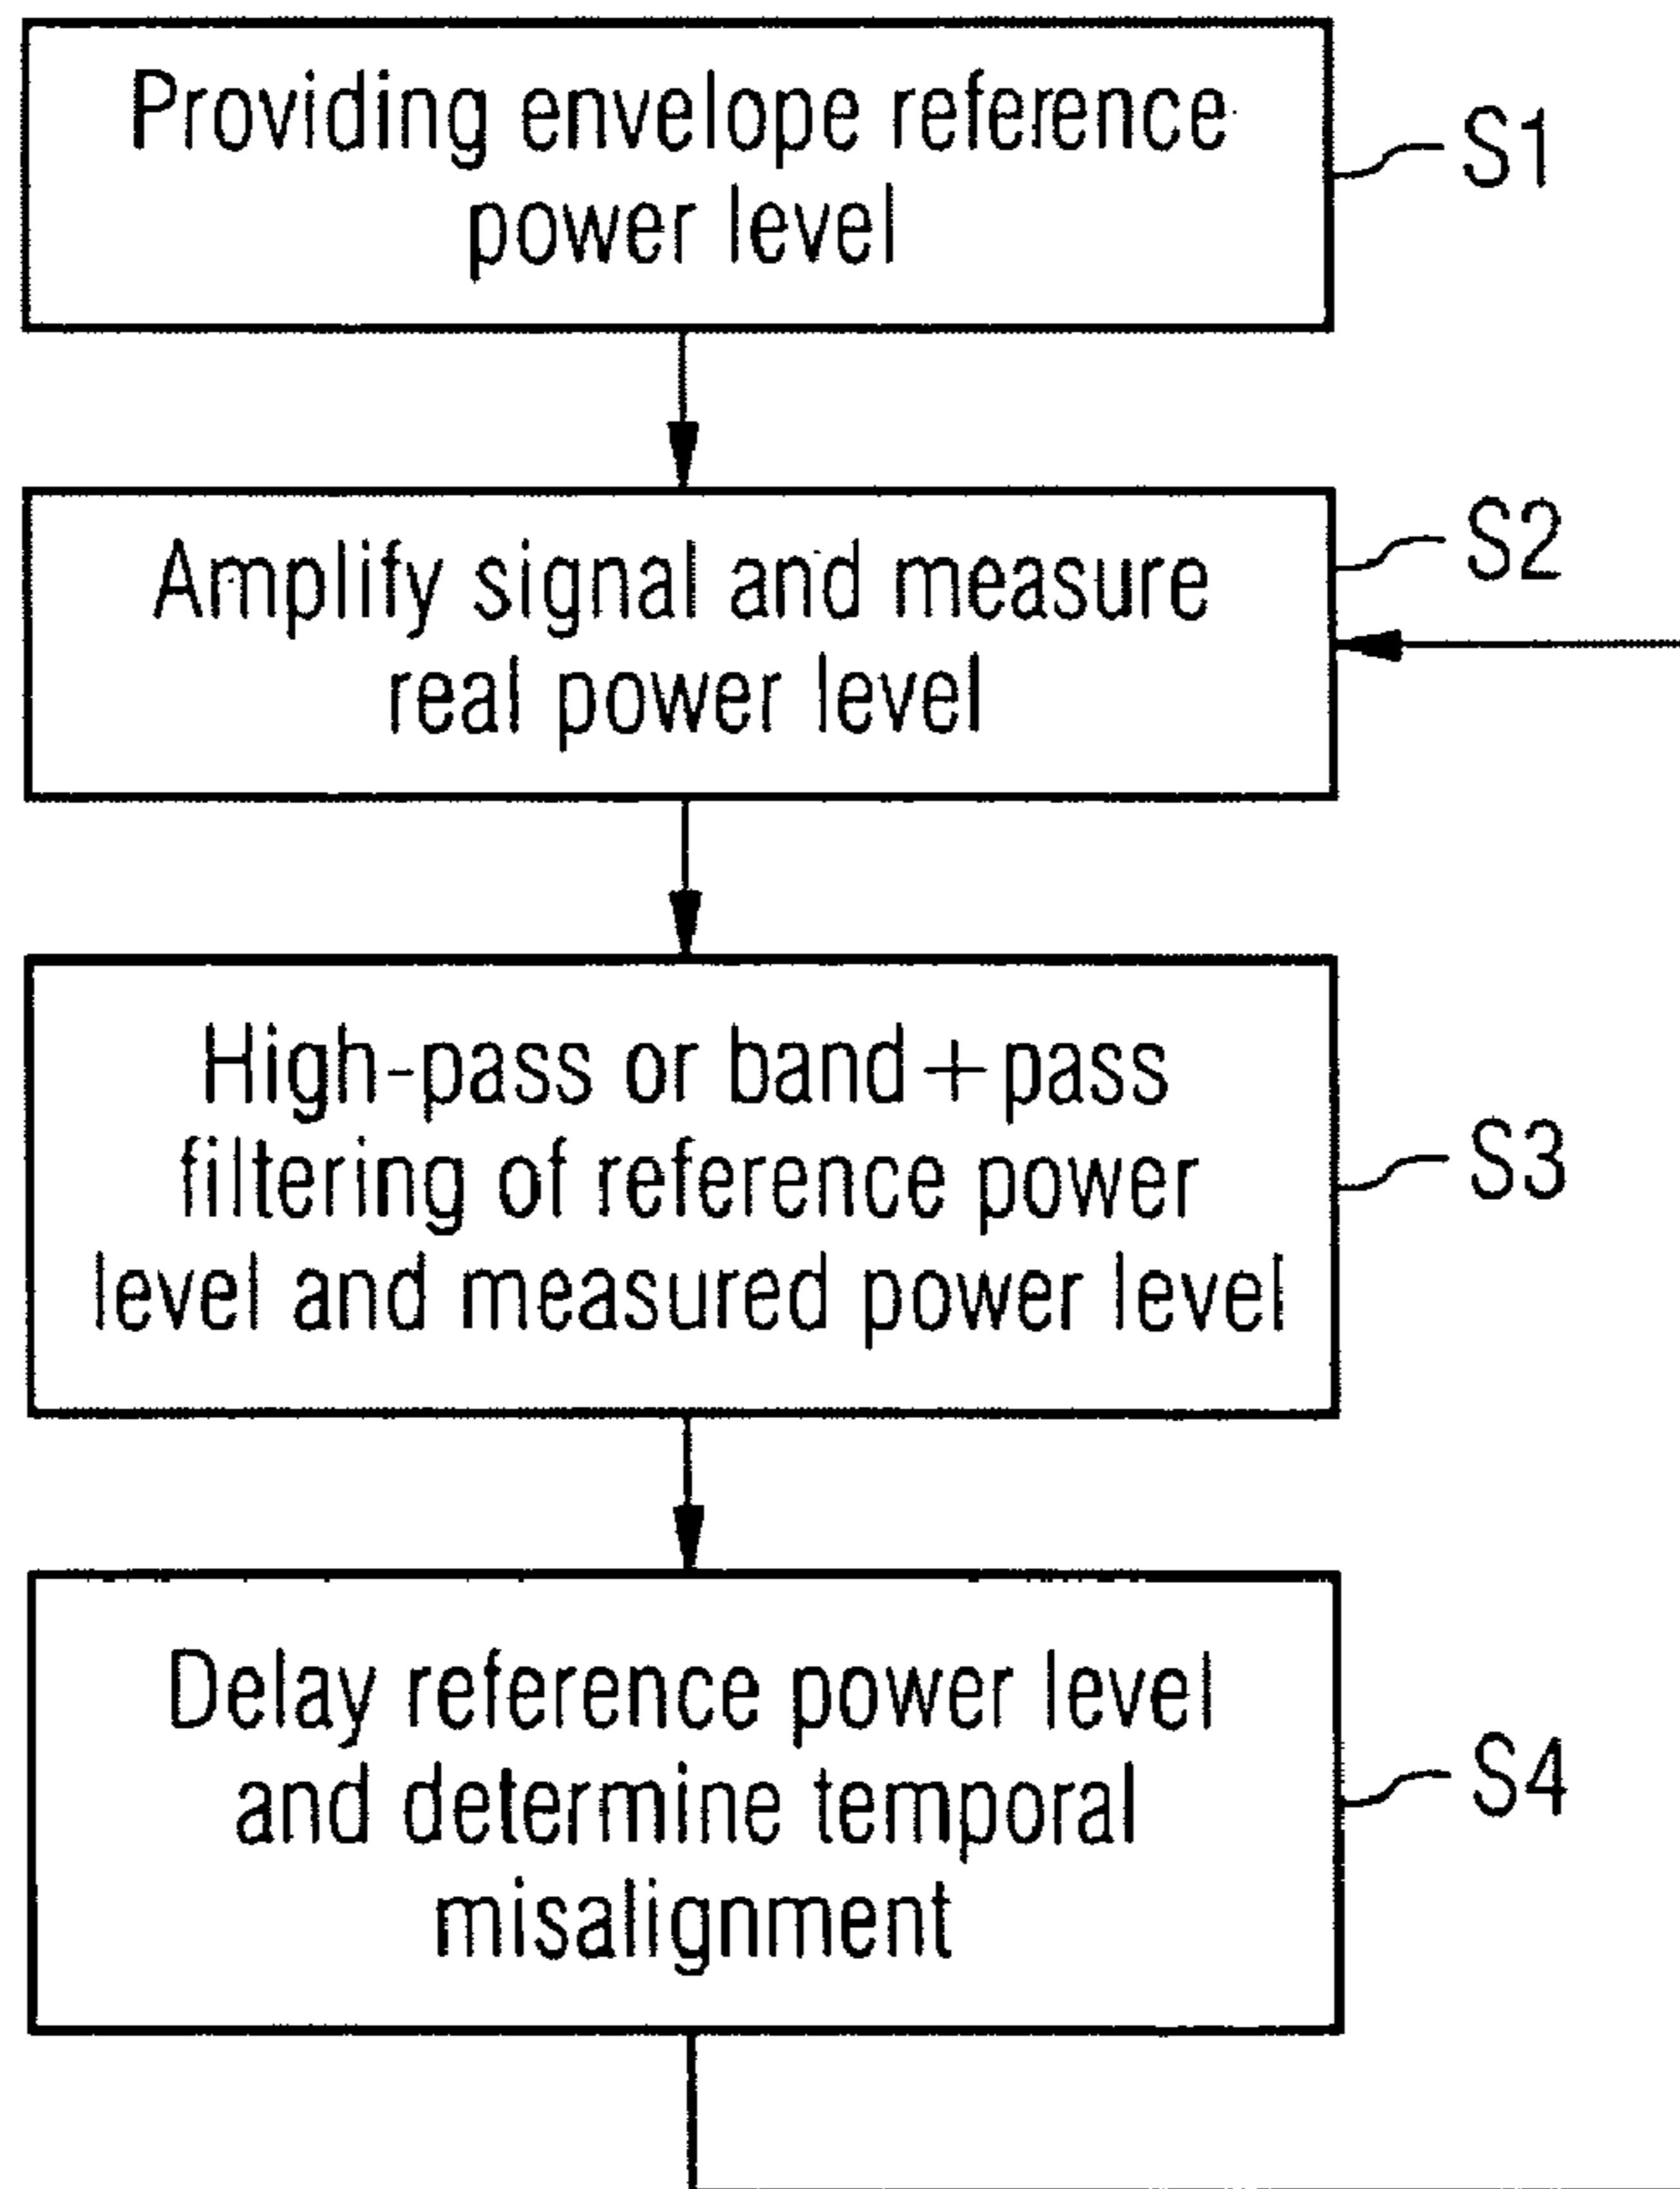 Providing envelope reference
power level
S1
Amplify signal and measure
real power level
S2
High-pass or band+pass
filtering of reference power
level and measured power level
S3
Delay reference power level
and determine temporal
misalignment
S4